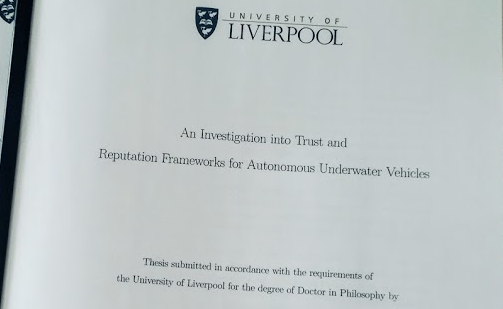 UNIVERSITY OF
LIVERPOOL
An Investigation into Trust and
Reputation Frameworks for Autonomous Underwater Vehicles
Thesis submitted in accordance with the requirements of
the University of Liverpool for the degree of Doctor in Philosophy by